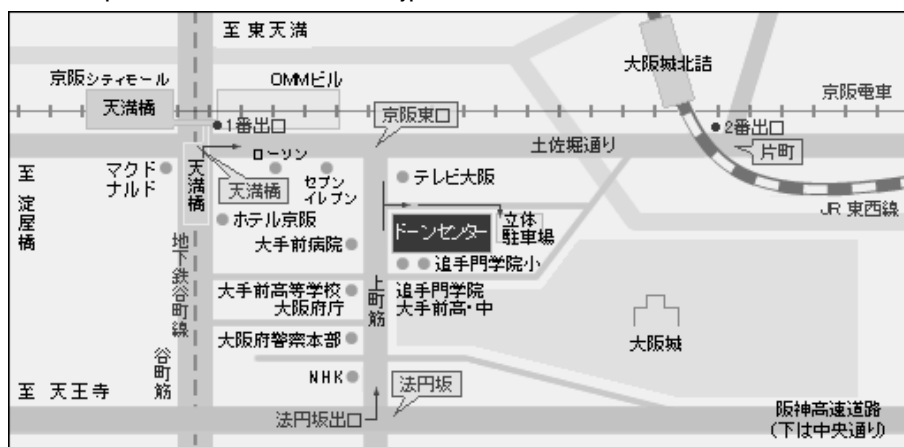 至 東天満
京阪シティモール
OMMビル
大阪城北詰
天満橋
京阪電車
1番出口
京阪東口
2番出口
土佐堀通り
片町
至 淀屋橋
マクド
ナルド
天満橋
ローソン
天満橋
セブン
イレブン
テレビ大阪
JR 東西線
ホテル京阪
ドーンセンター
立体
駐車場
大手前病院
追手門学院小
地下鉄谷町線
大手前高等学校
大阪府庁
上町筋
追手門学院
大手前高・中
大阪府警察本部
大阪城
谷町筋
NHK
法円坂
至 天王寺
法円坂出口
阪神高速道路
(下は中央通り)